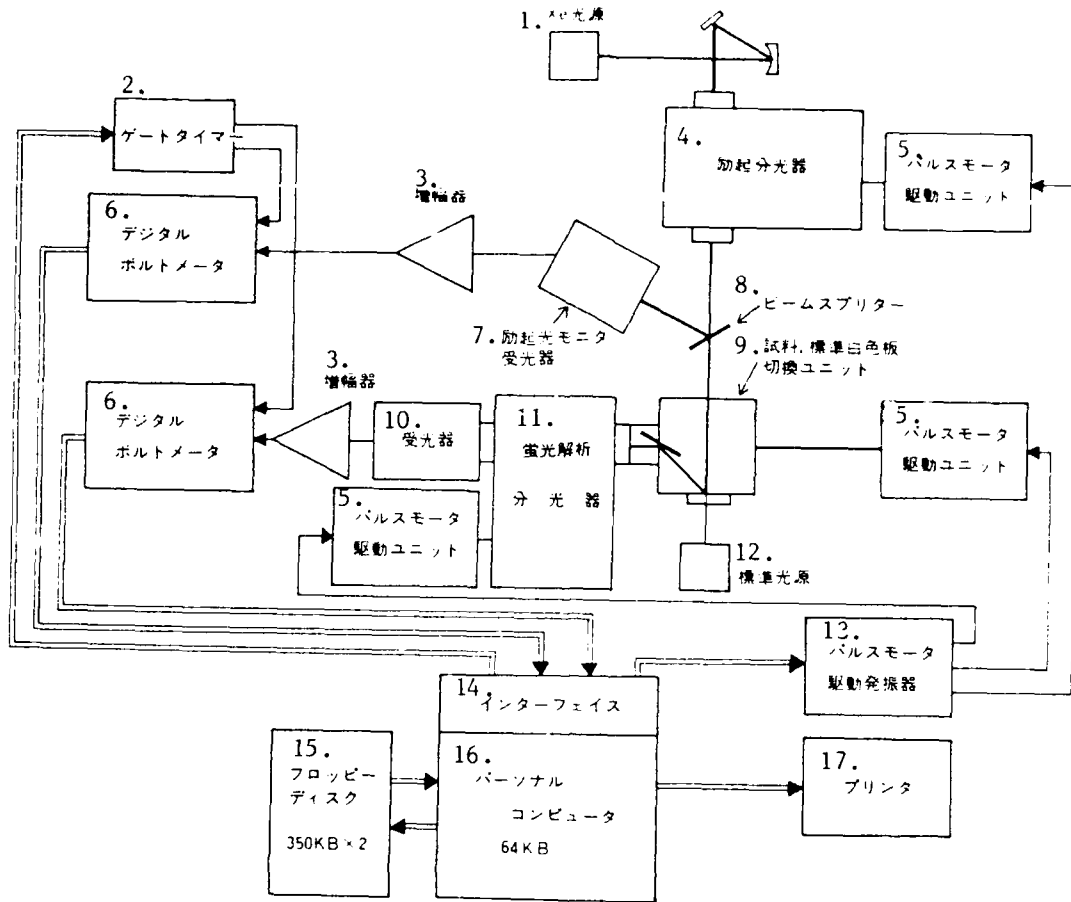 1. Xe光源
2.
ゲートタイマー
3.
増幅器
4.
励起分光器
5.
パルスモータ
駆動ユニット
6.
デジタル
ボルトメータ
7. 励起光モニタ
受光器
8.
ビームスプリター
9. 試料，標準白色板
切換ユニット
3.
増幅器
6.
デジタル
ボルトメータ
10.
受光器
11.
蛍光解析
分光器
5.
パルスモータ
駆動ユニット
5.
パルスモータ
駆動ユニット
12.
標準光源
13.
パルスモータ
駆動発振器
14.
インターフェイス
15.
フロッピー
ディスク
350KB×2
16.
パーソナル
コンピュータ
64KB
17.
プリンタ